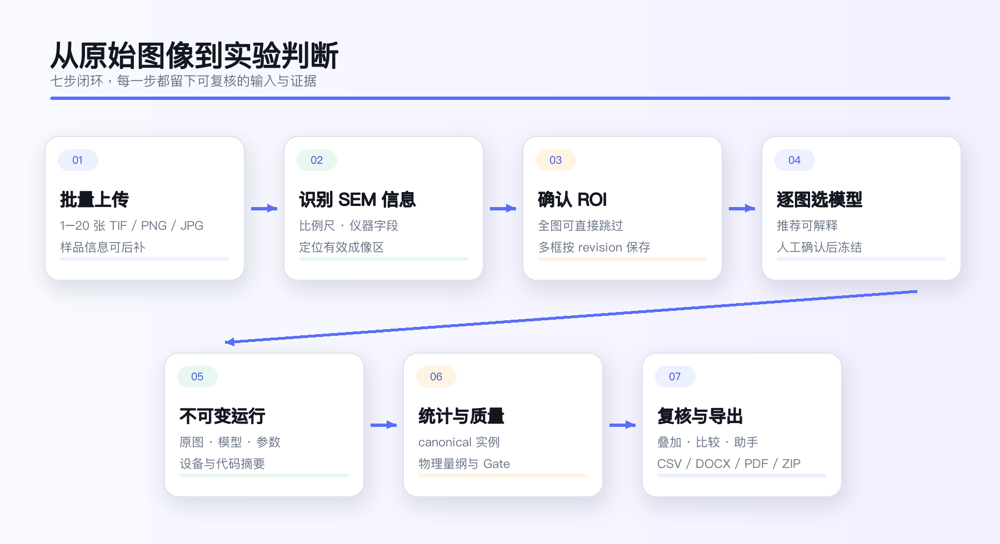 从原始图像到实验判断
七步闭环，每一步都留下可复核的输入与证据
01
批量上传
1—20 张 TIF / PNG / JPG
样品信息可后补
02
识别 SEM 信息
比例尺 · 仪器字段
定位有效成像区
03
确认 ROI
全图可直接跳过
多框按 revision 保存
04
逐图选模型
推荐可解释
人工确认后冻结
05
不可变运行
原图 · 模型 · 参数
设备与代码摘要
06
统计与质量
canonical 实例
物理量纲与 Gate
07
复核与导出
叠加 · 比较 · 助手
CSV / DOCX / PDF / ZIP